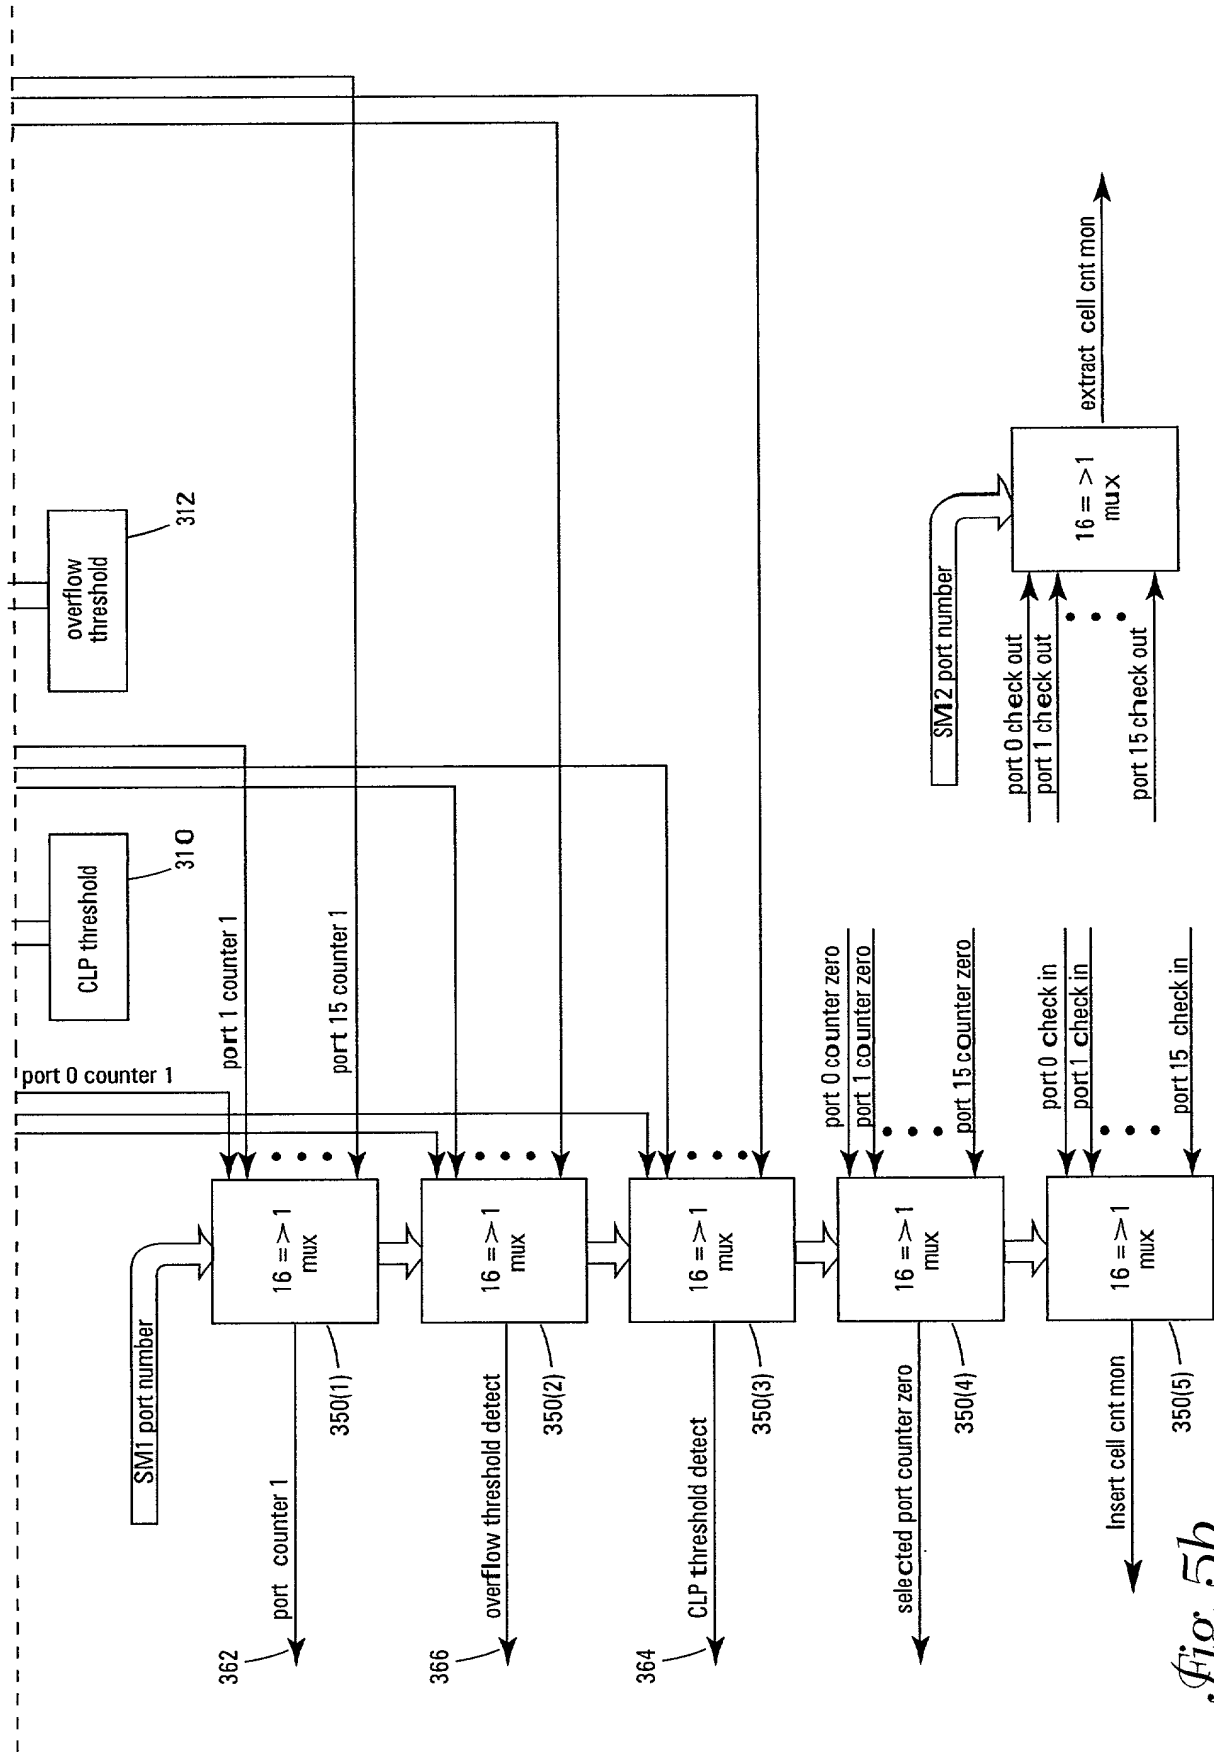 SM1 port number
port 0 counter 1
port 1 counter 1
port 15 counter 1
CLP threshold
310
overflow
threshold
312
16 = >1
mux
350(1)
port counter 1
362
16 = >1
mux
350(2)
overflow threshold detect
366
16 = >1
mux
350(3)
CLP threshold detect
364
port 0 counter zero
port 1 counter zero
port 15 counter zero
16 = >1
mux
350(4)
selected port counter zero
port 0 check in
port 1 check in
port 15 check in
16 = >1
mux
350(5)
Insert cell cnt mon
SM2 port number
port 0 check out
port 1 check out
port 15 check out
16 = >1
mux
extract cell cnt mon
Fig. 5b